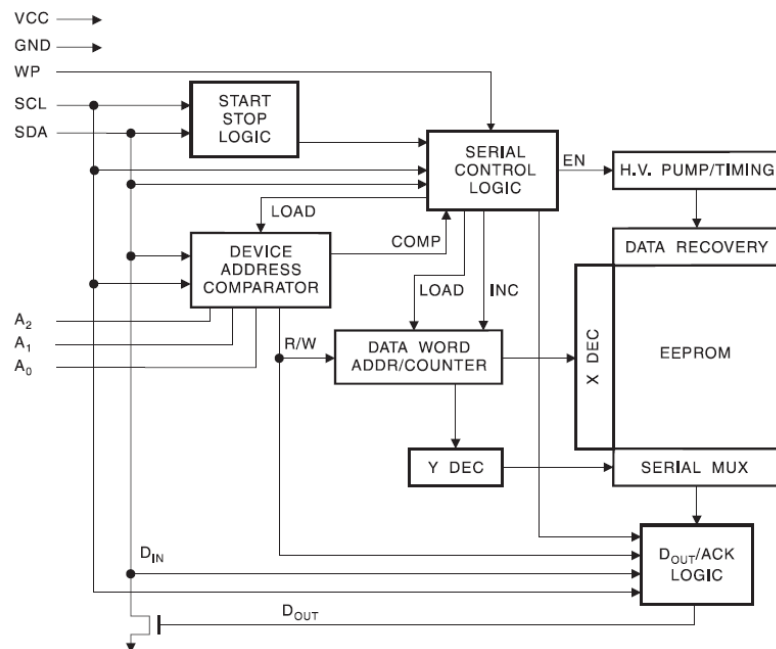 VCC
GND
WP
SCL
SDA
START
STOP
LOGIC
SERIAL
CONTROL
LOGIC
EN
H.V. PUMP/TIMING
LOAD
COMP
DEVICE
ADDRESS
COMPARATOR
LOAD
INC
DATA RECOVERY
A2
A1
A0
R/W
DATA WORD
ADDR/COUNTER
X DEC
EEPROM
Y DEC
SERIAL MUX
DIN
DOUT/ACK
LOGIC
DOUT